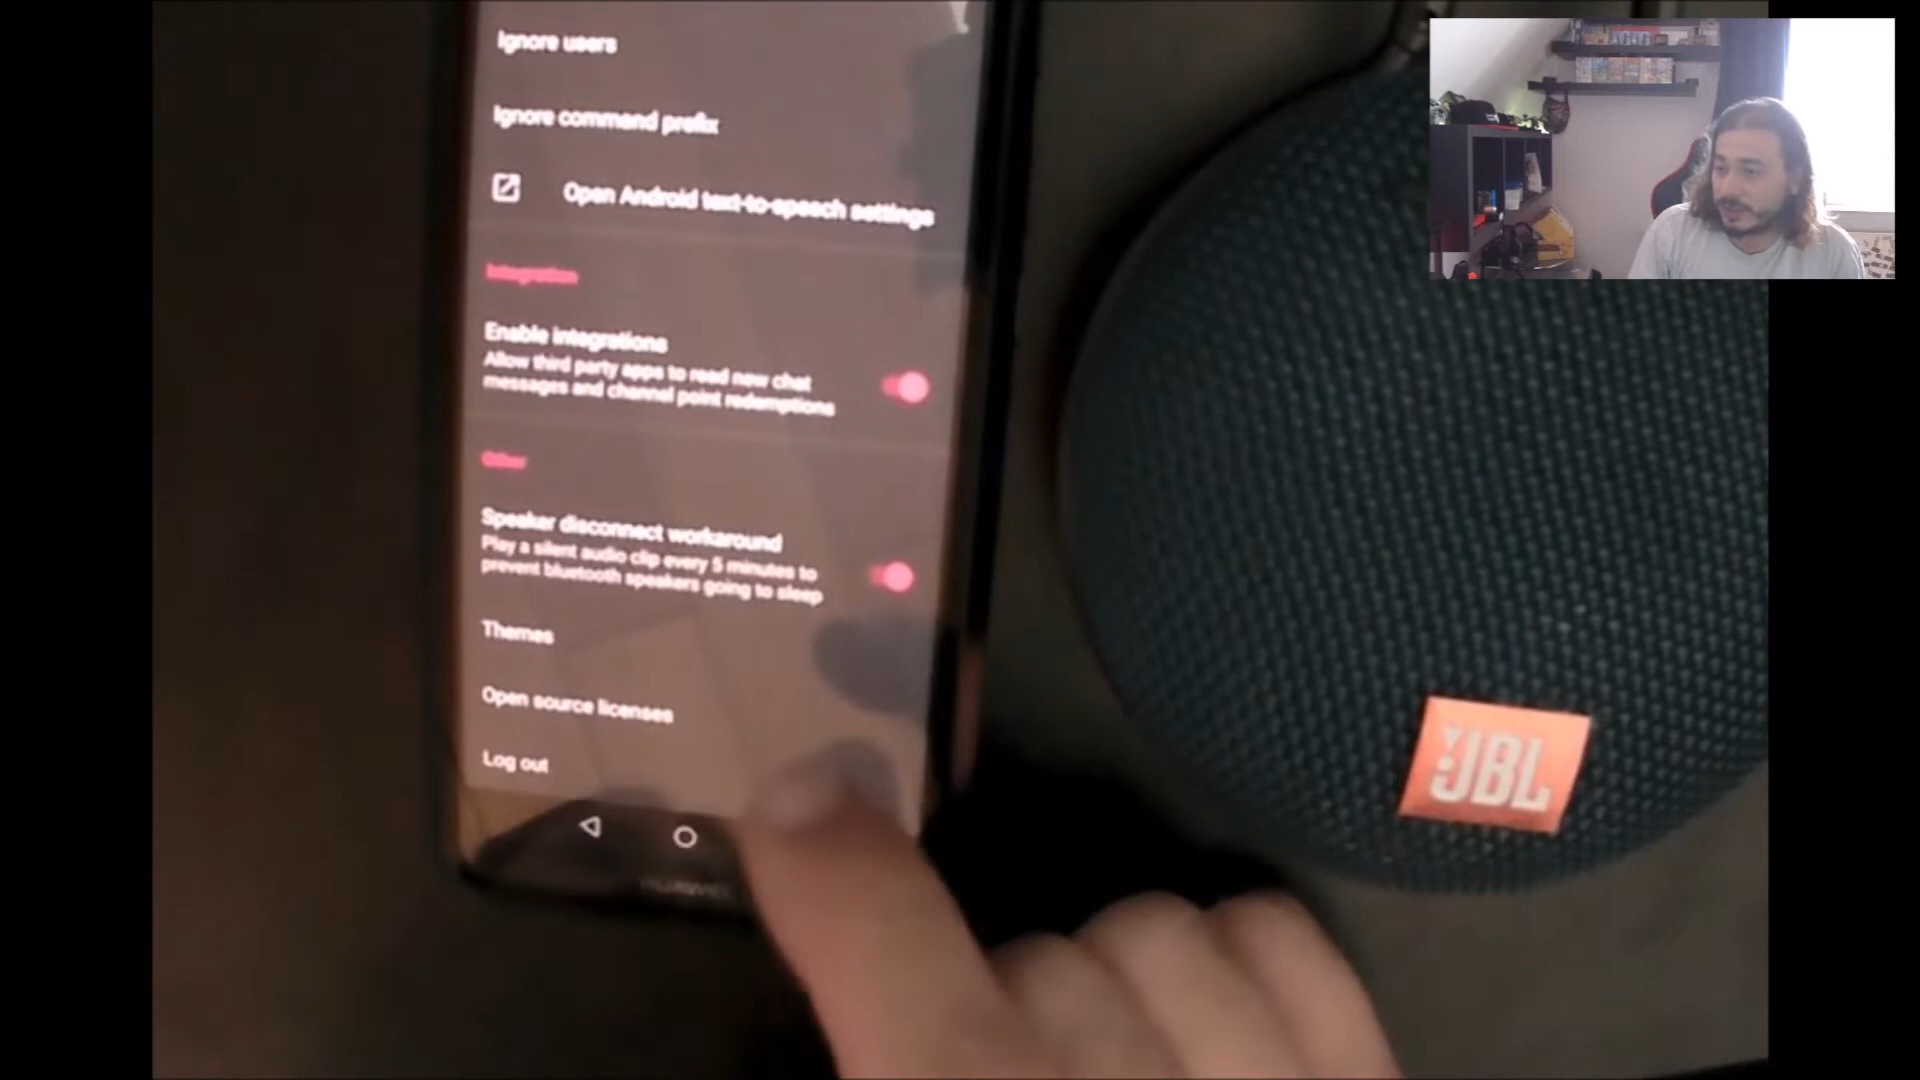 Ignore users
Ignore command prefix
Open Android text-to-speech settings
Integration
Enable integrations
Allow third party apps to read new chat
messages and channel point redemptions
Other
Speaker disconnect workaround
Play a silent audio clip every 5 minutes to
prevent bluetooth speakers going to sleep
Themes
Open source licenses
Log out
HUAWEI
JBL